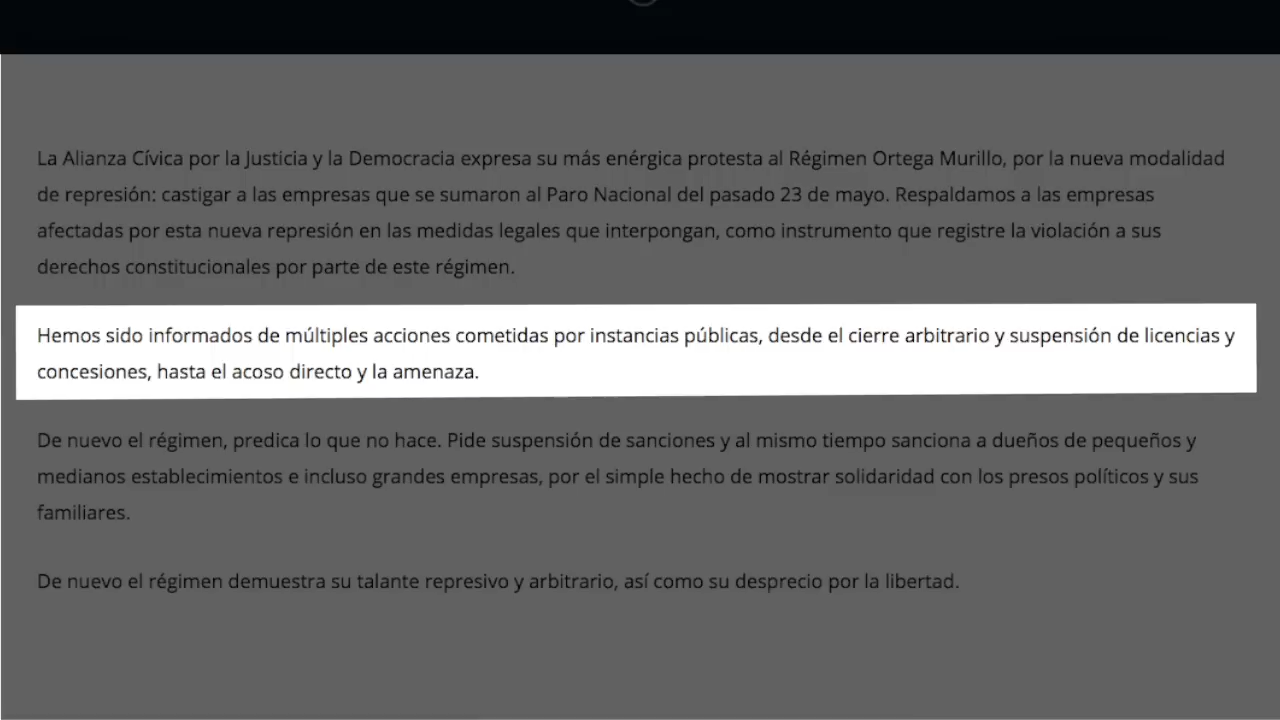 La Alianza Cívica por la Justicia y la Democracia expresa su más enérgica protesta al Régimen Ortega Murillo, por la nueva modalidad
de represión: castigar a las empresas que se sumaron al Paro Nacional del pasado 23 de mayo. Respaldamos a las empresas
afectadas por esta nueva represión en las medidas legales que interpongan, como instrumento que registre la violación a sus
derechos constitucionales por parte de este régimen.
Hemos sido informados de múltiples acciones cometidas por instancias públicas, desde el cierre arbitrario y suspensión de licencias y
concesiones, hasta el acoso directo y la amenaza.
De nuevo el régimen, predica lo que no hace. Pide suspensión de sanciones y al mismo tiempo sanciona a dueños de pequeños y
medianos establecimientos e incluso grandes empresas, por el simple hecho de mostrar solidaridad con los presos políticos y sus
familiares.
De nuevo el régimen demuestra su talante represivo y arbitrario, así como su desprecio por la libertad.